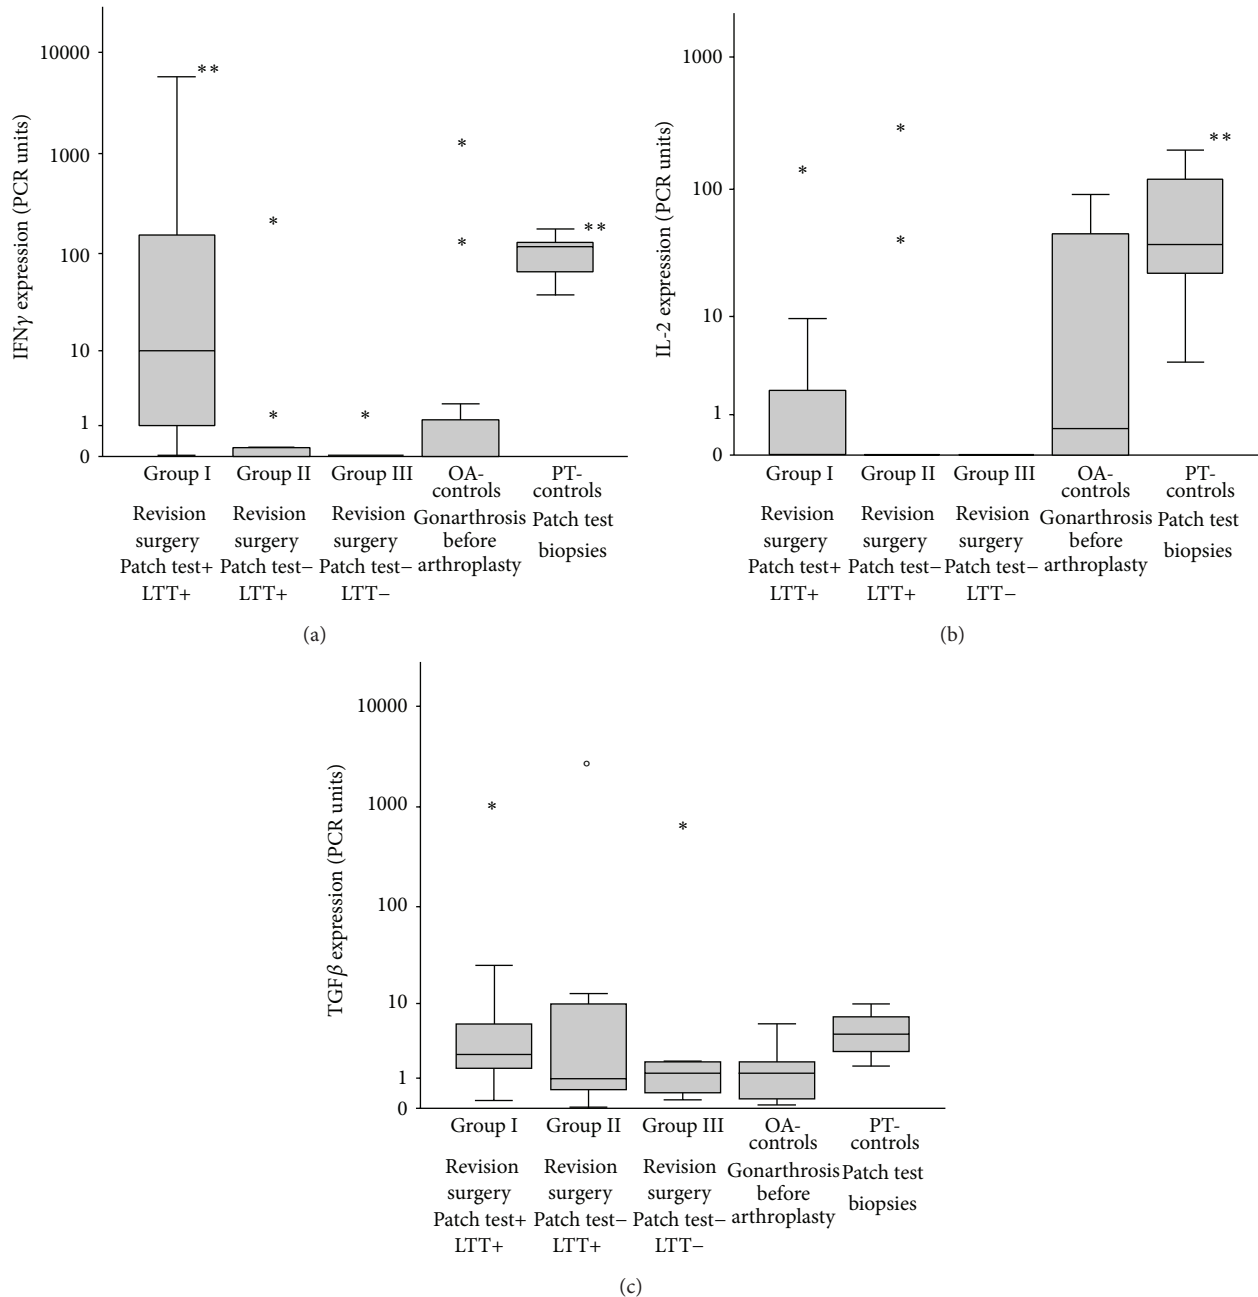 10000
1000
100
10
1
0
IFNγ expression (PCR units)
**
*
*
*
*
*
**
Group I
Revision
surgery
Patch test+
LTT+
Group II
Revision
surgery
Patch test−
LTT+
Group III
Revision
surgery
Patch test−
LTT−
OA-
controls
Gonarthrosis
before
arthroplasty
PT-
controls
Patch test
biopsies
(a)
1000
100
10
1
0
IL-2 expression (PCR units)
*
*
*
**
Group I
Revision
surgery
Patch test+
LTT+
Group II
Revision
surgery
Patch test−
LTT+
Group III
Revision
surgery
Patch test−
LTT−
OA-
controls
Gonarthrosis
before
arthroplasty
PT-
controls
Patch test
biopsies
(b)
10000
1000
100
10
1
0
TGFβ expression (PCR units)
*
*
Group I
Revision
surgery
Patch test+
LTT+
Group II
Revision
surgery
Patch test−
LTT+
Group III
Revision
surgery
Patch test−
LTT−
OA-
controls
Gonarthrosis
before
arthroplasty
PT-
controls
Patch test
biopsies
(c)